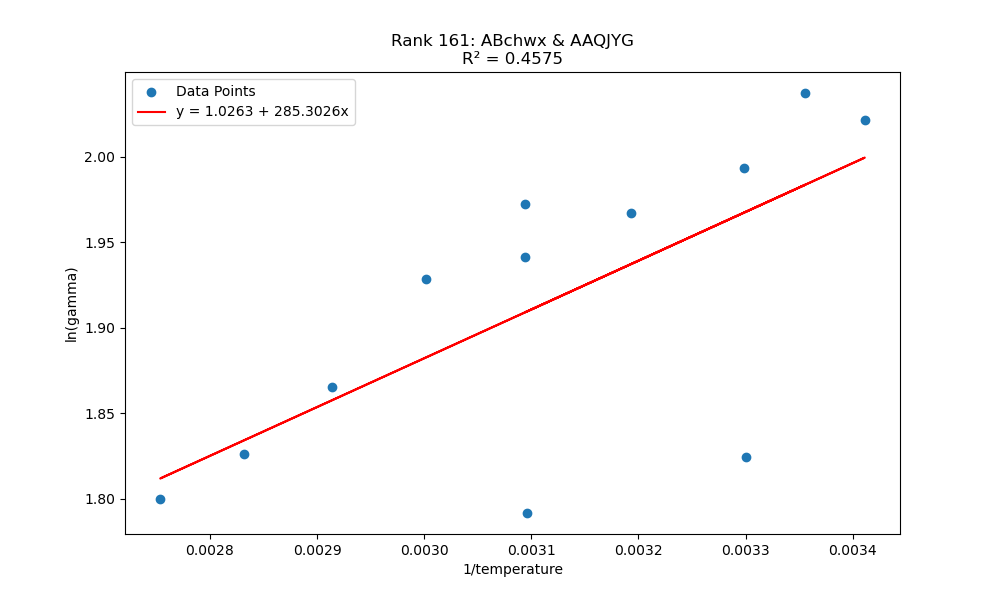 Rank 161: ABchwx & AAQJYG
R² = 0.4575
Data Points
y = 1.0263 + 285.3026x
2.00
1.95
1.90
1.85
1.80
ln(gamma)
0.0028 0.0029 0.0030 0.0031 0.0032 0.0033 0.0034
1/temperature